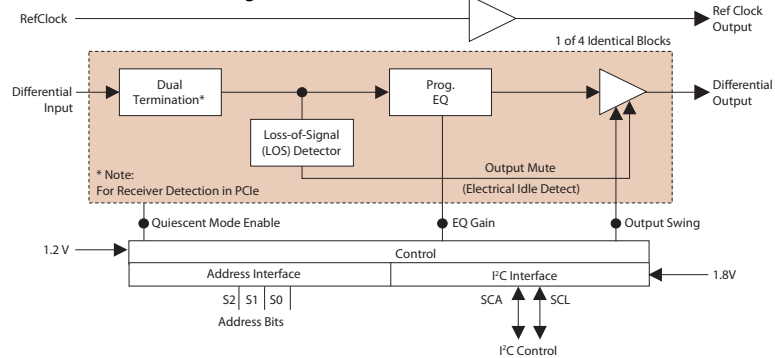 RefClock
Ref Clock
Output
1 of 4 Identical Blocks
Differential
Input
Dual
Termination*
Prog.
EQ
Differential
Output
Loss-of-Signal
(LOS) Detector
* Note:
For Receiver Detection in PCIe
Output Mute
(Electrical Idle Detect)
Quiescent Mode Enable
EQ Gain
Output Swing
1.2 V
Control
Address Interface
I²C Interface
1.8V
S2 S1 S0
SCA SCL
Address Bits
I²C Control